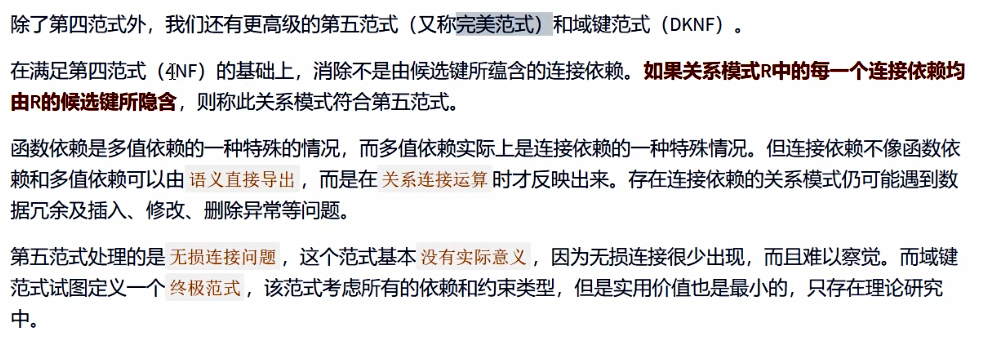 除了第四范式外，我们还有更高级的第五范式（又称完美范式）和域键范式（DKNF）。
在满足第四范式（4NF）的基础上，消除不是由候选键所蕴含的连接依赖。如果关系模式R中的每一个连接依赖均
由R的候选键所隐含，则称此关系模式符合第五范式。
函数依赖是多值依赖的一种特殊的情况，而多值依赖实际上是连接依赖的一种特殊情况。但连接依赖不像函数依
赖和多值依赖可以由 语义直接导出 ，而是在 关系连接运算 时才反映出来。存在连接依赖的关系模式仍可能遇到数
据冗余及插入、修改、删除异常等问题。
第五范式处理的是 无损连接问题 ，这个范式基本 没有实际意义 ，因为无损连接很少出现，而且难以察觉。而域键
范式试图定义一个 终极范式 ，该范式考虑所有的依赖和约束类型，但是实用价值也是最小的，只存在理论研究
中。